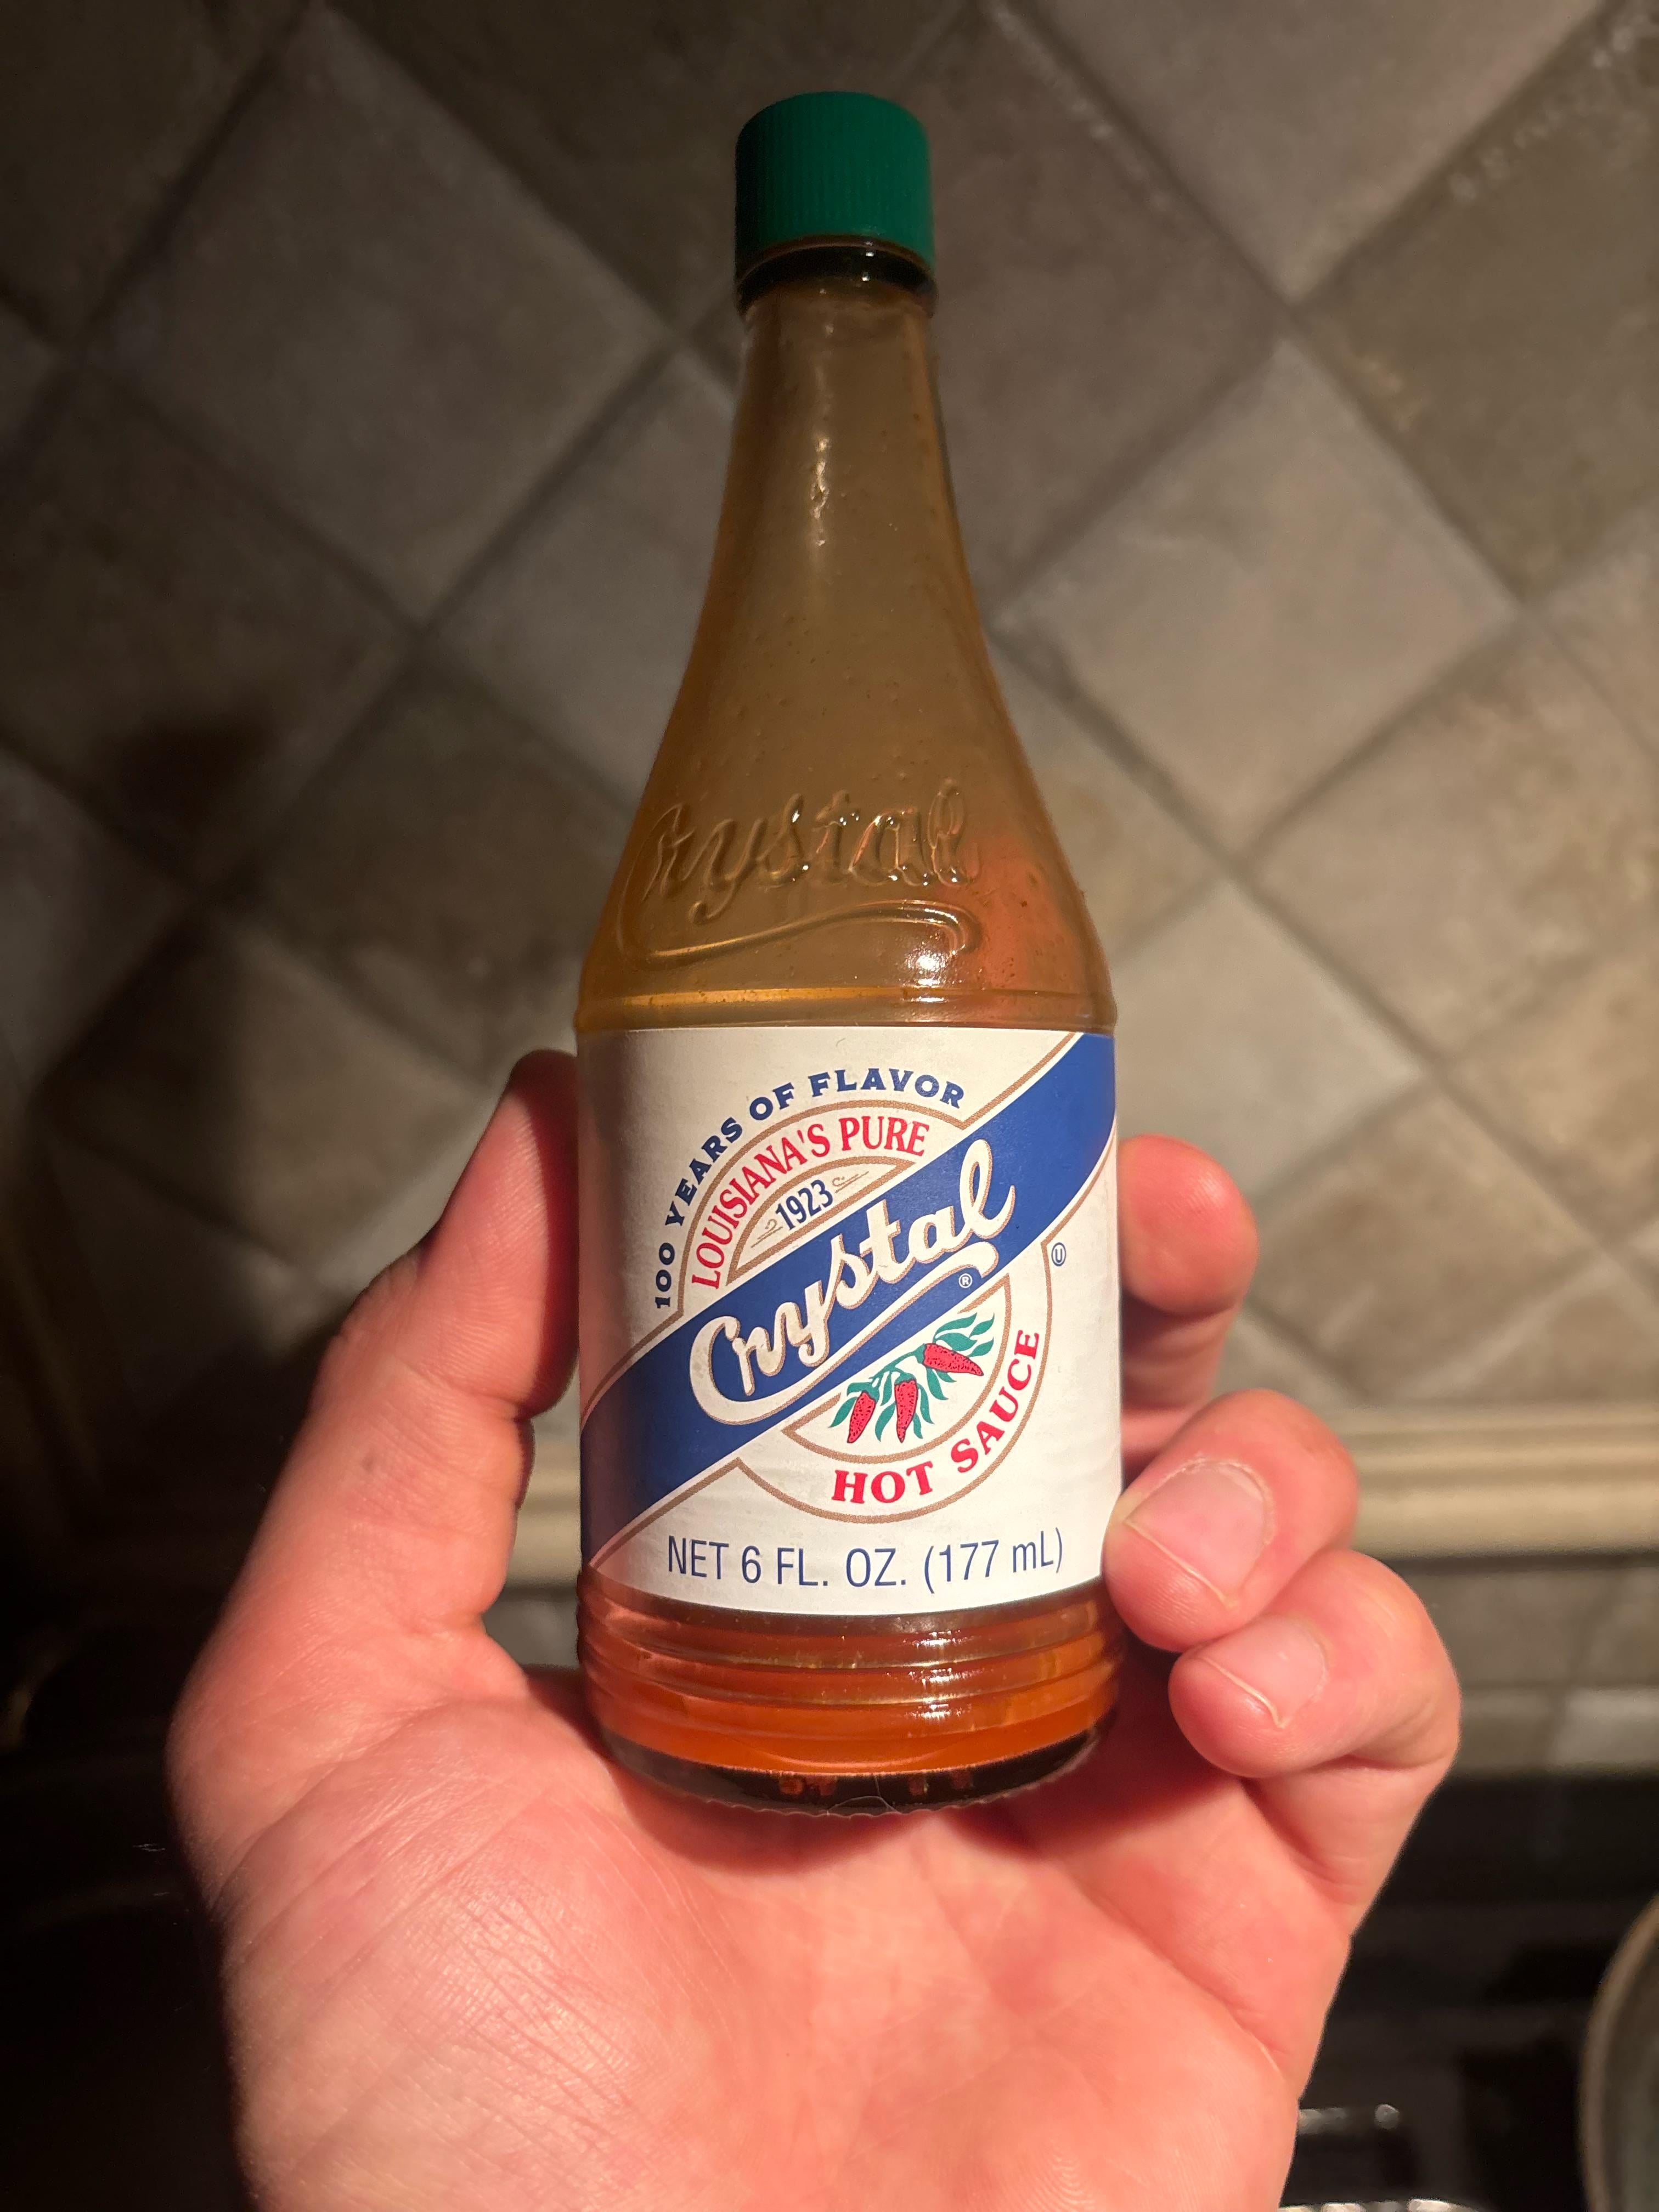 Crystal
100 YEARS OF FLAVOR
LOUISIANA'S PURE
1923
Crystal®
Ⓤ
HOT SAUCE
NET 6 FL. OZ. (177 mL)